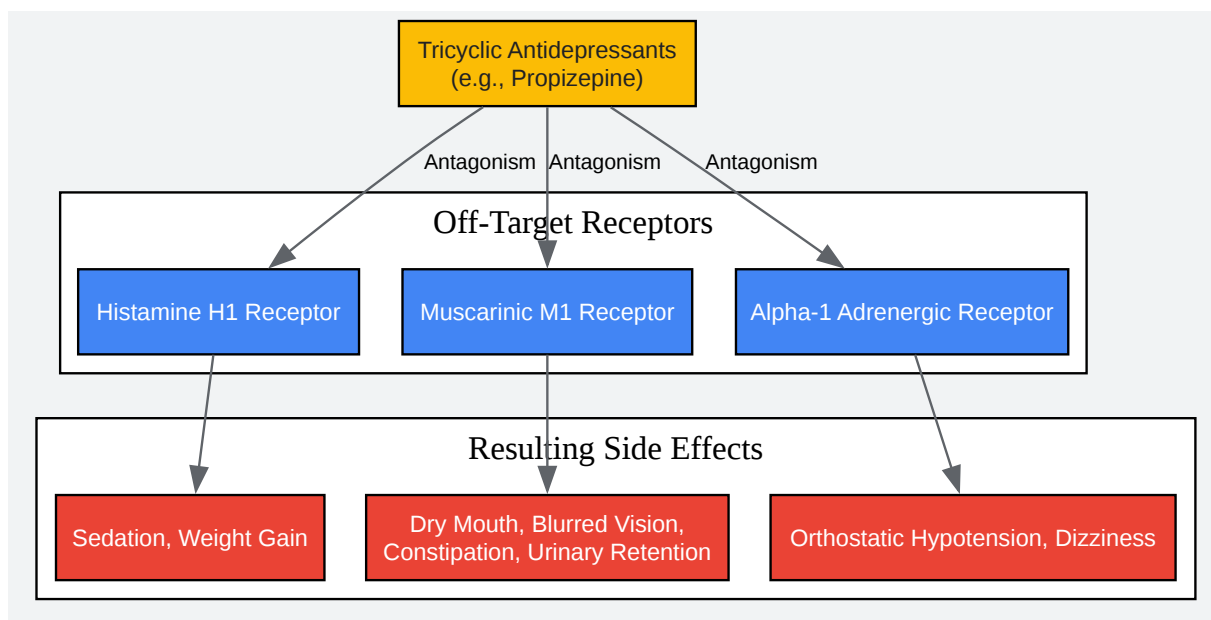 Tricyclic Antidepressants
(e.g., Propizepine)
Antagonism
Antagonism
Antagonism
Off-Target Receptors
Histamine H1 Receptor
Muscarinic M1 Receptor
Alpha-1 Adrenergic Receptor
Resulting Side Effects
Sedation, Weight Gain
Dry Mouth, Blurred Vision,
Constipation, Urinary Retention
Orthostatic Hypotension, Dizziness